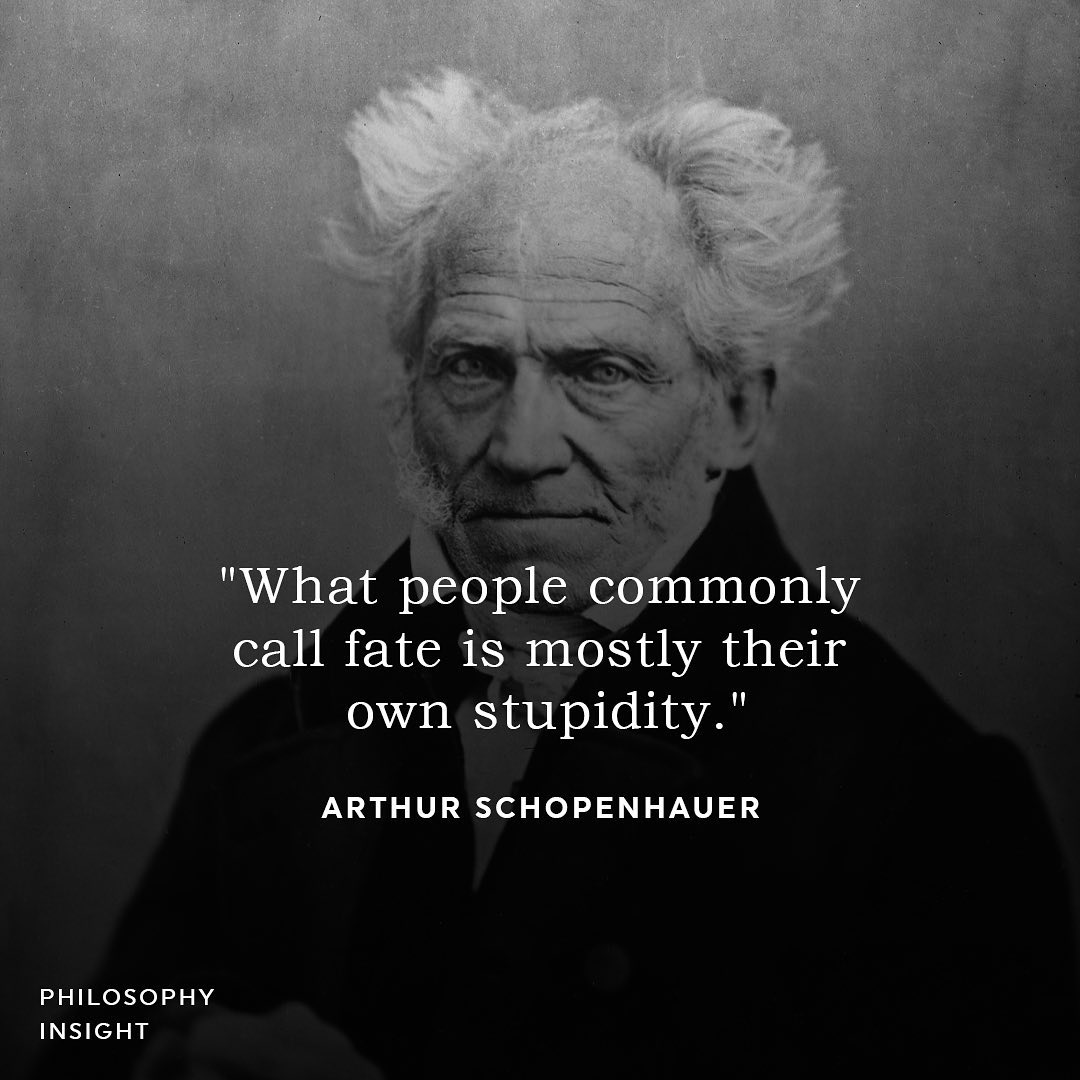 "What people commonly
call fate is mostly their
own stupidity."
ARTHUR SCHOPENHAUER
PHILOSOPHY
INSIGHT